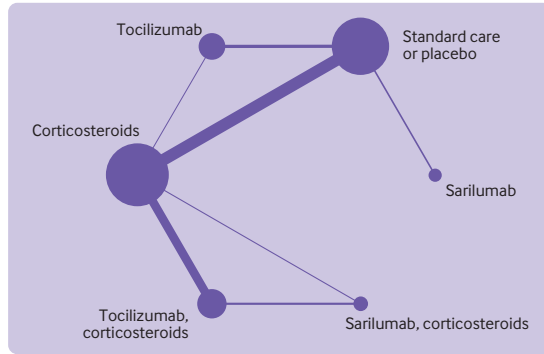 Tocilizumab
Standard care
or placebo
Corticosteroids
Sarilumab
Tocilizumab,
corticosteroids
Sarilumab, corticosteroids